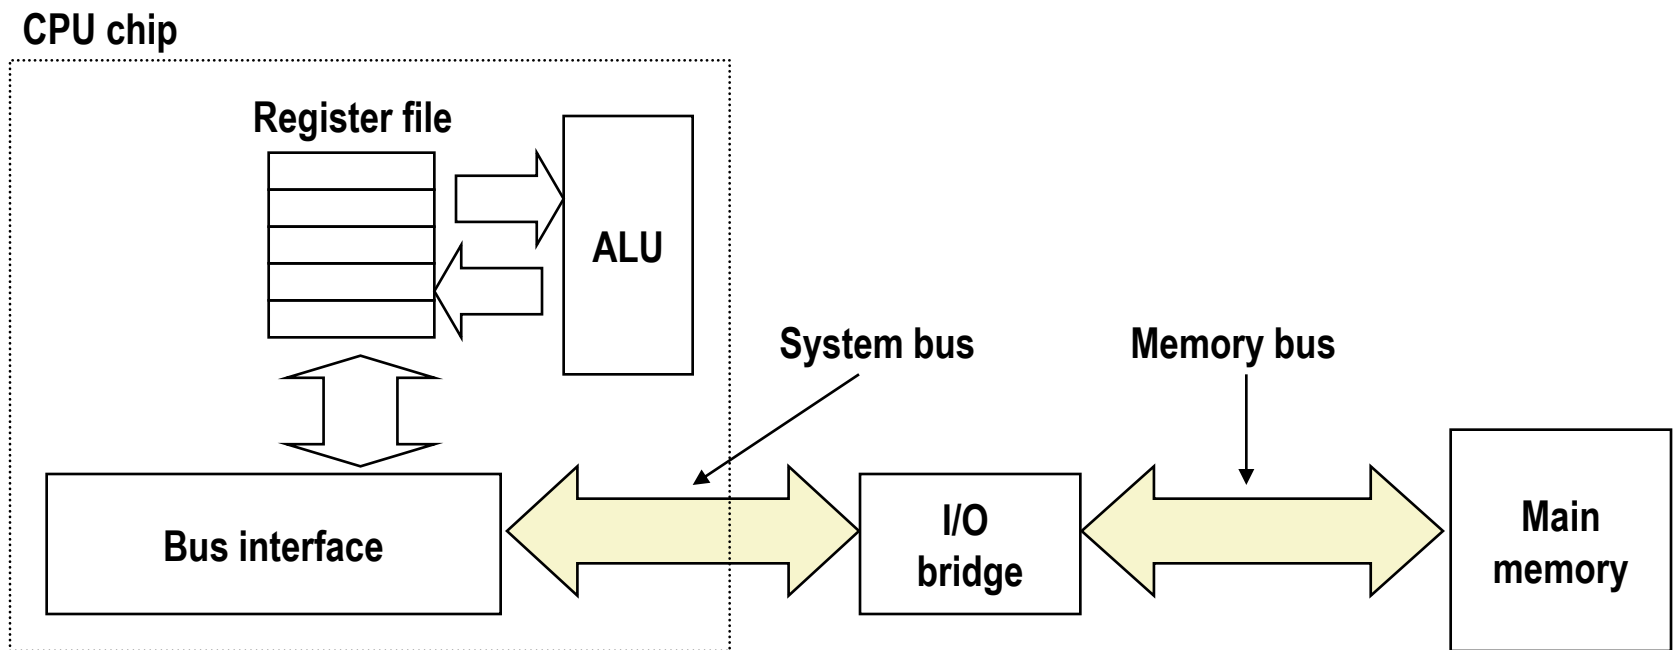 CPU chip
Register file
ALU
System bus
Memory bus
Bus interface
I/O
bridge
Main
memory